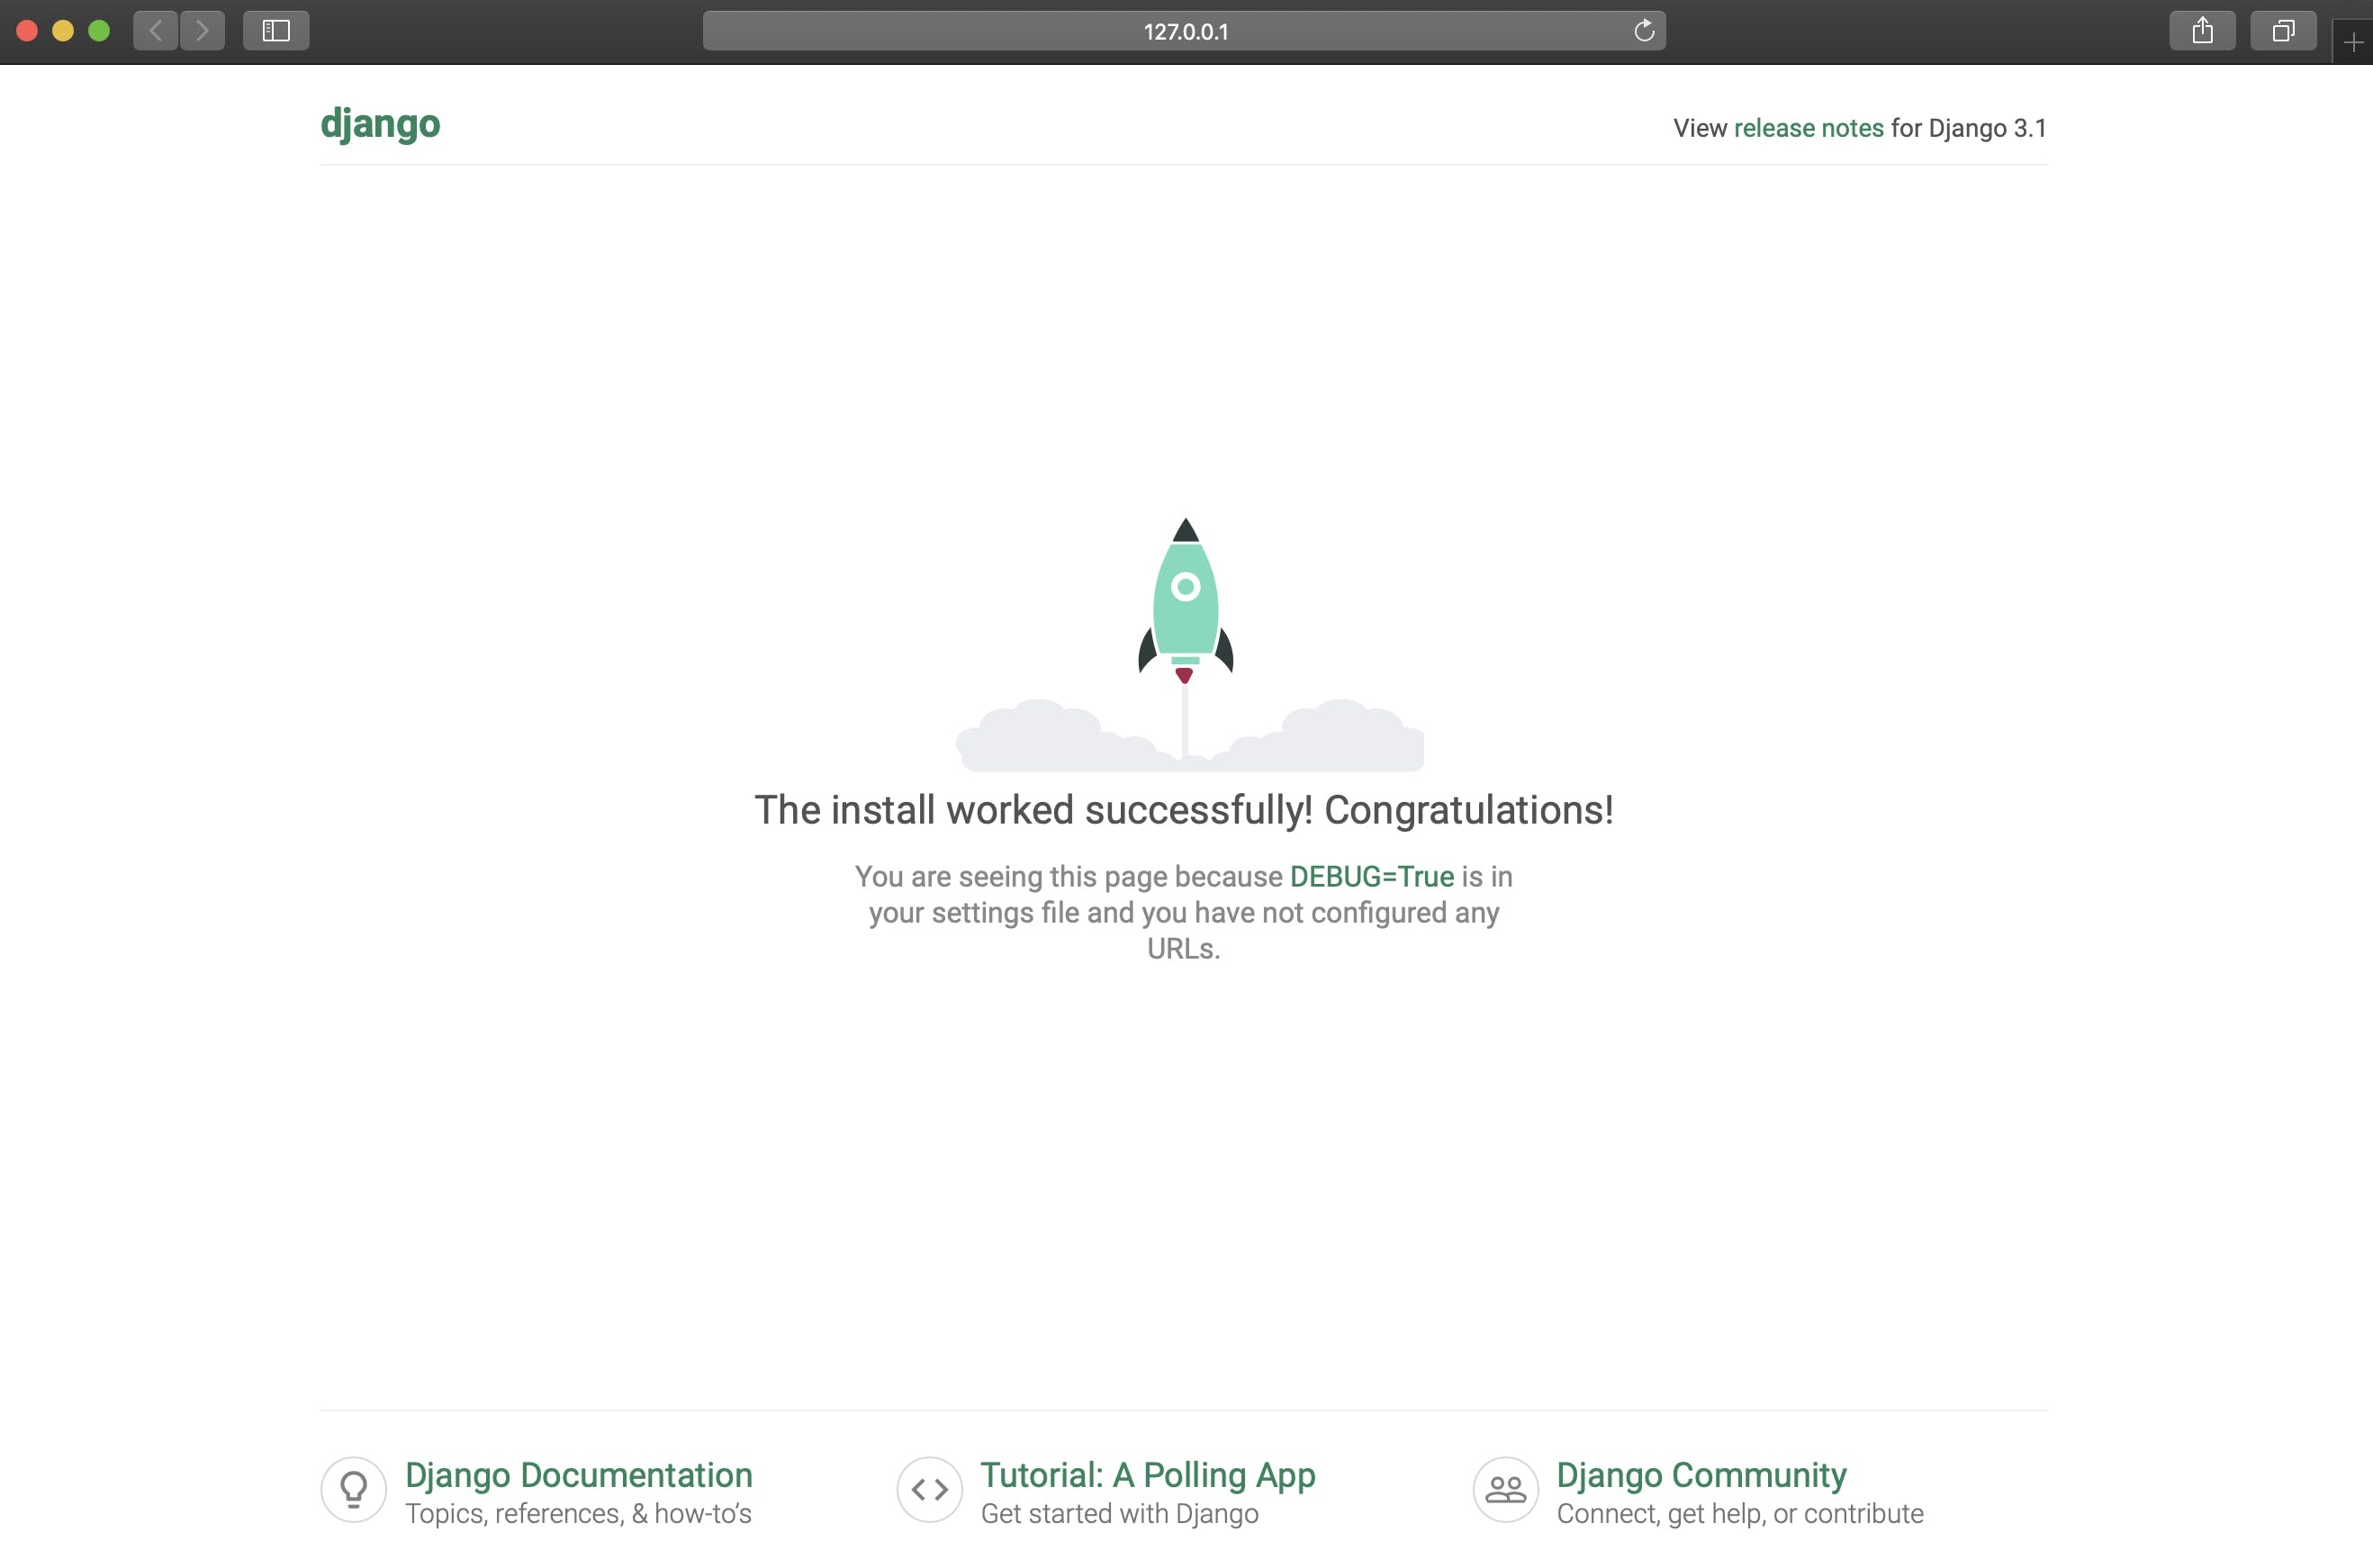 127.0.0.1
django
View release notes for Django 3.1
The install worked successfully! Congratulations!
You are seeing this page because DEBUG=True is in
your settings file and you have not configured any
URLs.
Django Documentation
Topics, references, & how-to’s
Tutorial: A Polling App
Get started with Django
Django Community
Connect, get help, or contribute